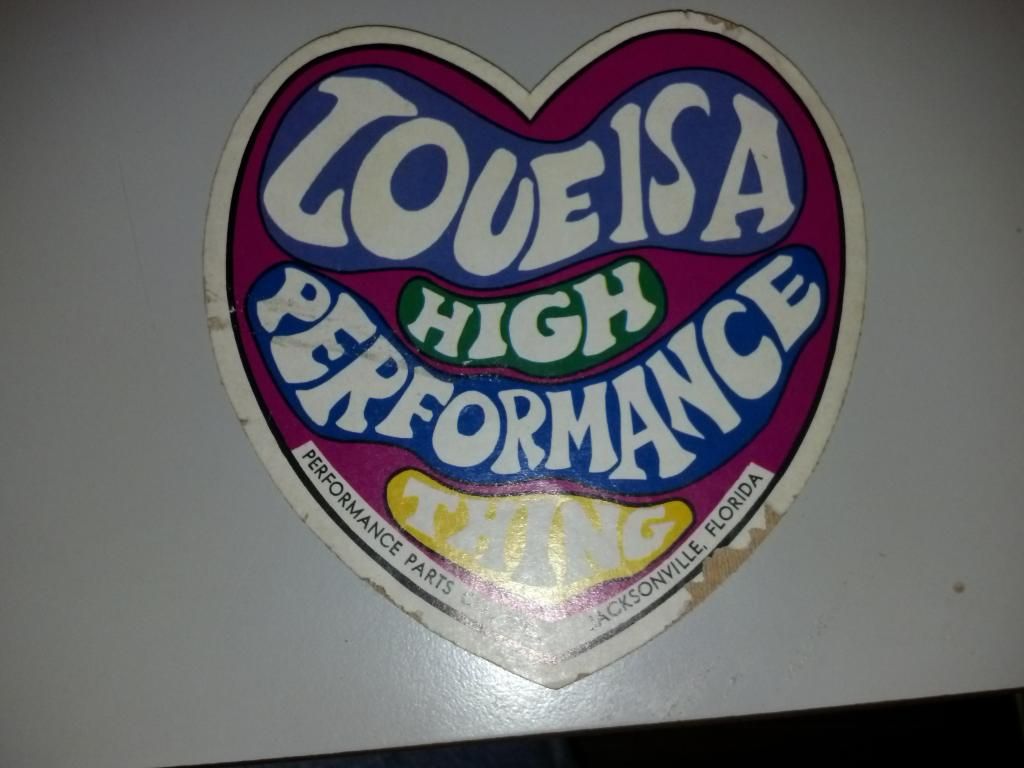 LOVE IS A
HIGH
PERFORMANCE
THING
PERFORMANCE PARTS
JACKSONVILLE, FLORIDA